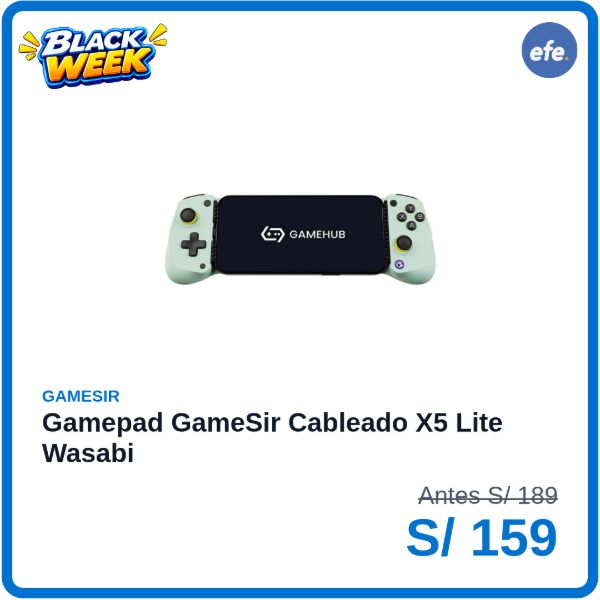 BLACK
WEEK
efe.
GAMEHUB
Y
X B
A
GAMESIR
Gamepad GameSir Cableado X5 Lite
Wasabi
Antes S/ 189
S/ 159